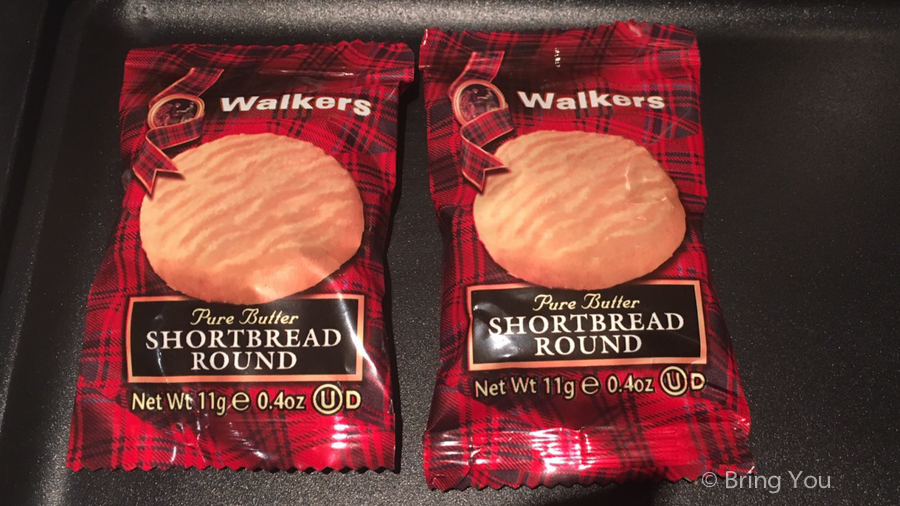 Walkers
Pure Butter
SHORTBREAD
ROUND
Net Wt 11g ℮ 0.4oz Ⓤ D
Walkers
Pure Butter
SHORTBREAD
ROUND
Net Wt 11g ℮ 0.4oz Ⓤ D
© Bring You